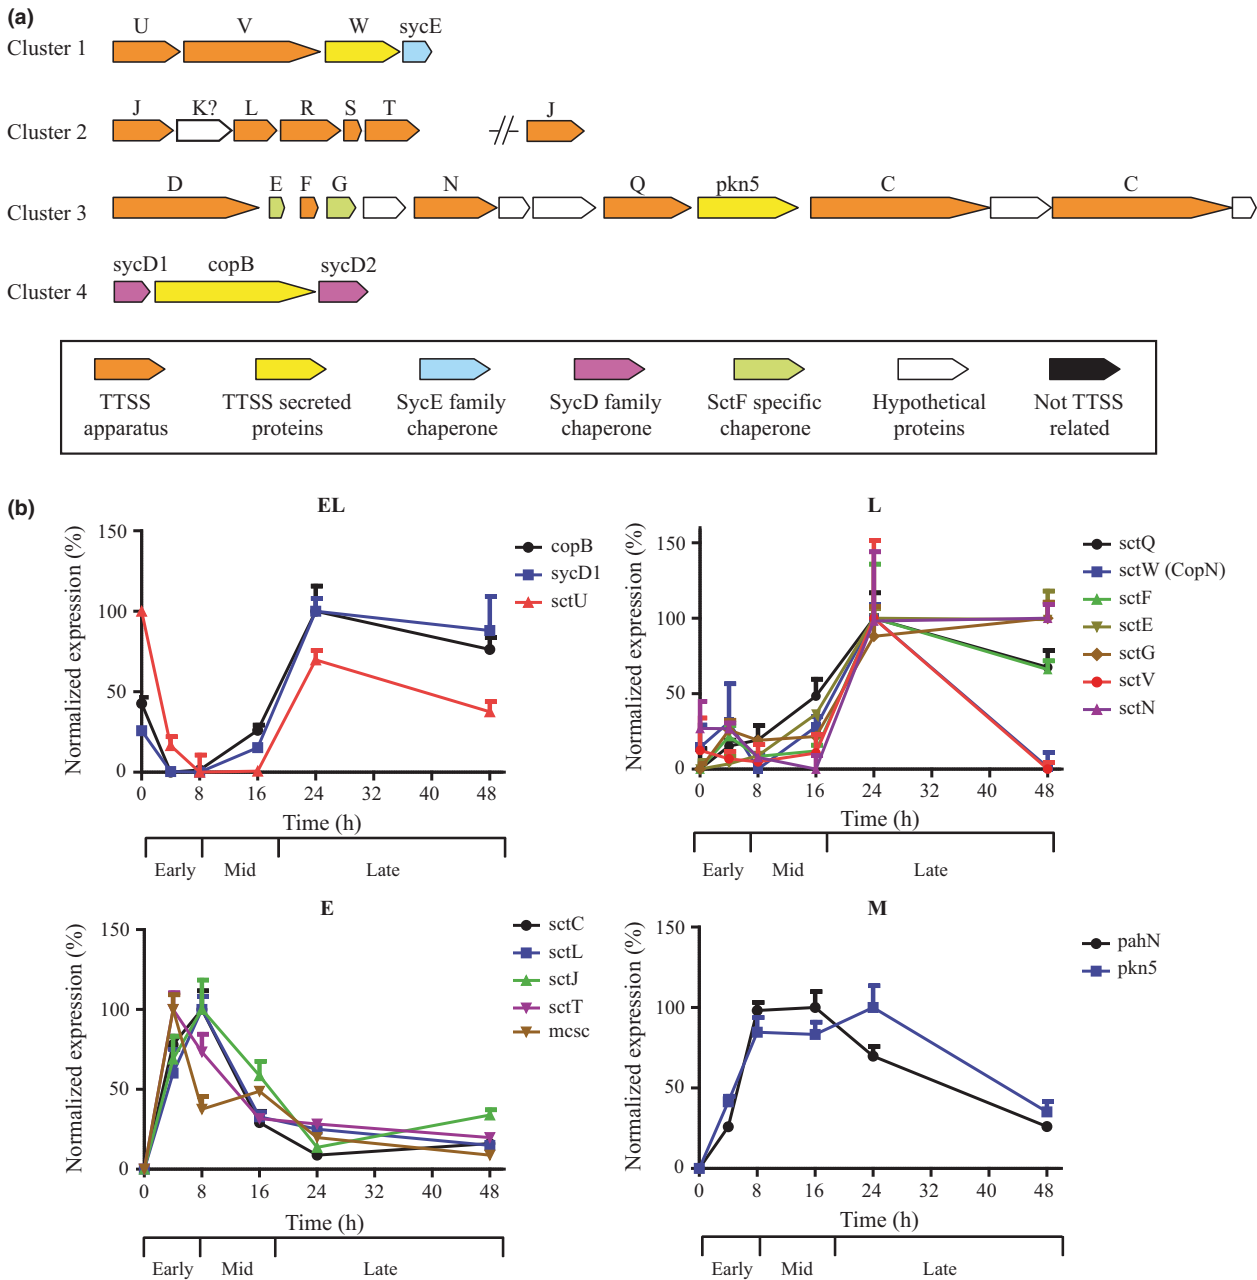 (a)
U V W sycE
Cluster 1
J K? L R S T J
Cluster 2
D E F G N Q pkn5 C C
Cluster 3
sycD1 copB sycD2
Cluster 4
TTSS apparatus
TTSS secreted proteins
SycE family chaperone
SycD family chaperone
SctF specific chaperone
Hypothetical proteins
Not TTSS related
(b)
EL
Normalized expression (%)
150
100
50
0
0 8 16 24 32 40 48
Time (h)
Early Mid Late
copB
sycD1
sctU
L
Normalized expression (%)
150
100
50
0
0 8 16 24 32 40 48
Time (h)
Early Mid Late
sctQ
sctW (CopN)
sctF
sctE
sctG
sctV
sctN
E
Normalized expression (%)
150
100
50
0
0 8 16 24 32 40 48
Time (h)
Early Mid Late
sctC
sctL
sctJ
sctT
mcsc
M
Normalized expression (%)
150
100
50
0
0 8 16 24 32 40 48
Time (h)
Early Mid Late
pahN
pkn5